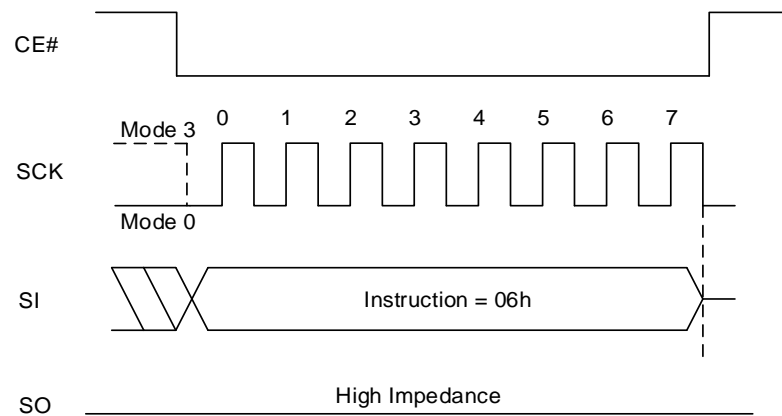 CE#
0 1 2 3 4 5 6 7
Mode 3
SCK
Mode 0
SI
Instruction = 06h
High Impedance
SO